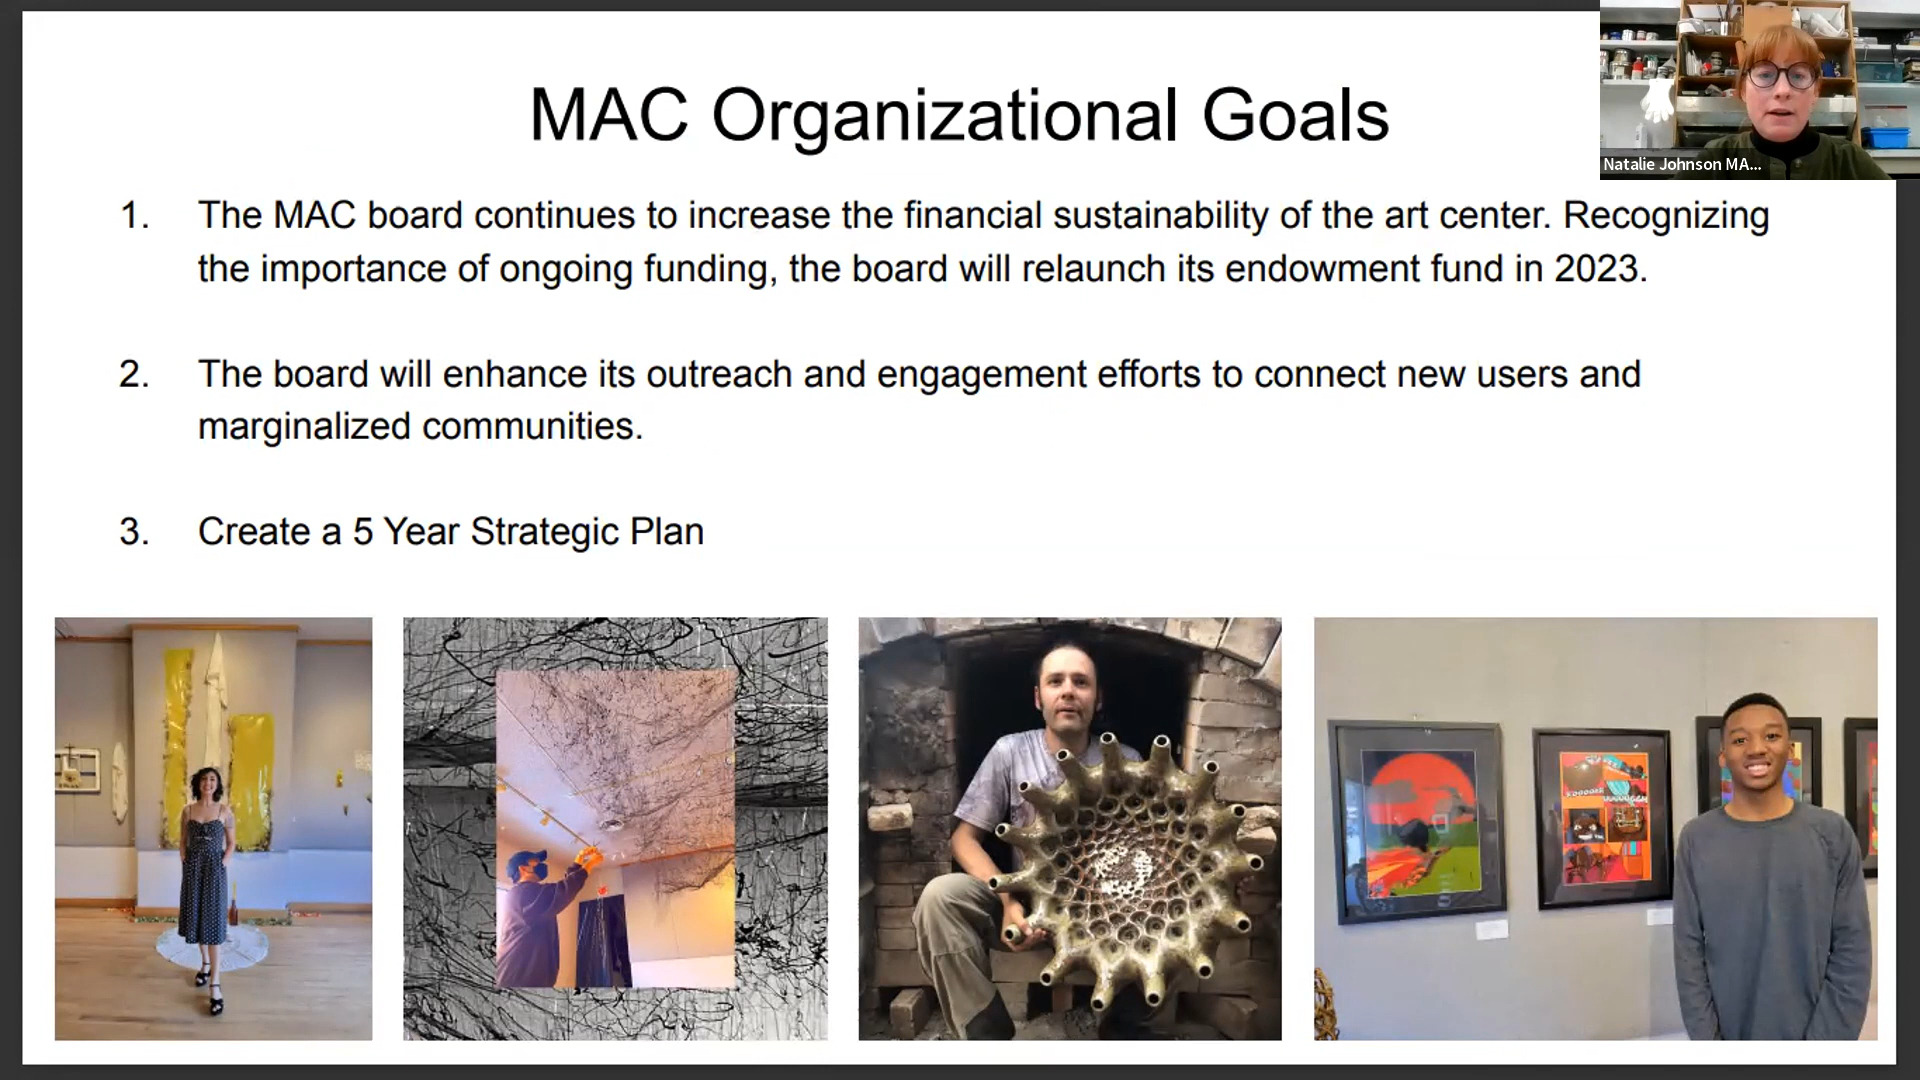 MAC Organizational Goals
Natalie Johnson MA...
1. The MAC board continues to increase the financial sustainability of the art center. Recognizing
the importance of ongoing funding, the board will relaunch its endowment fund in 2023.
2. The board will enhance its outreach and engagement efforts to connect new users and
marginalized communities.
3. Create a 5 Year Strategic Plan